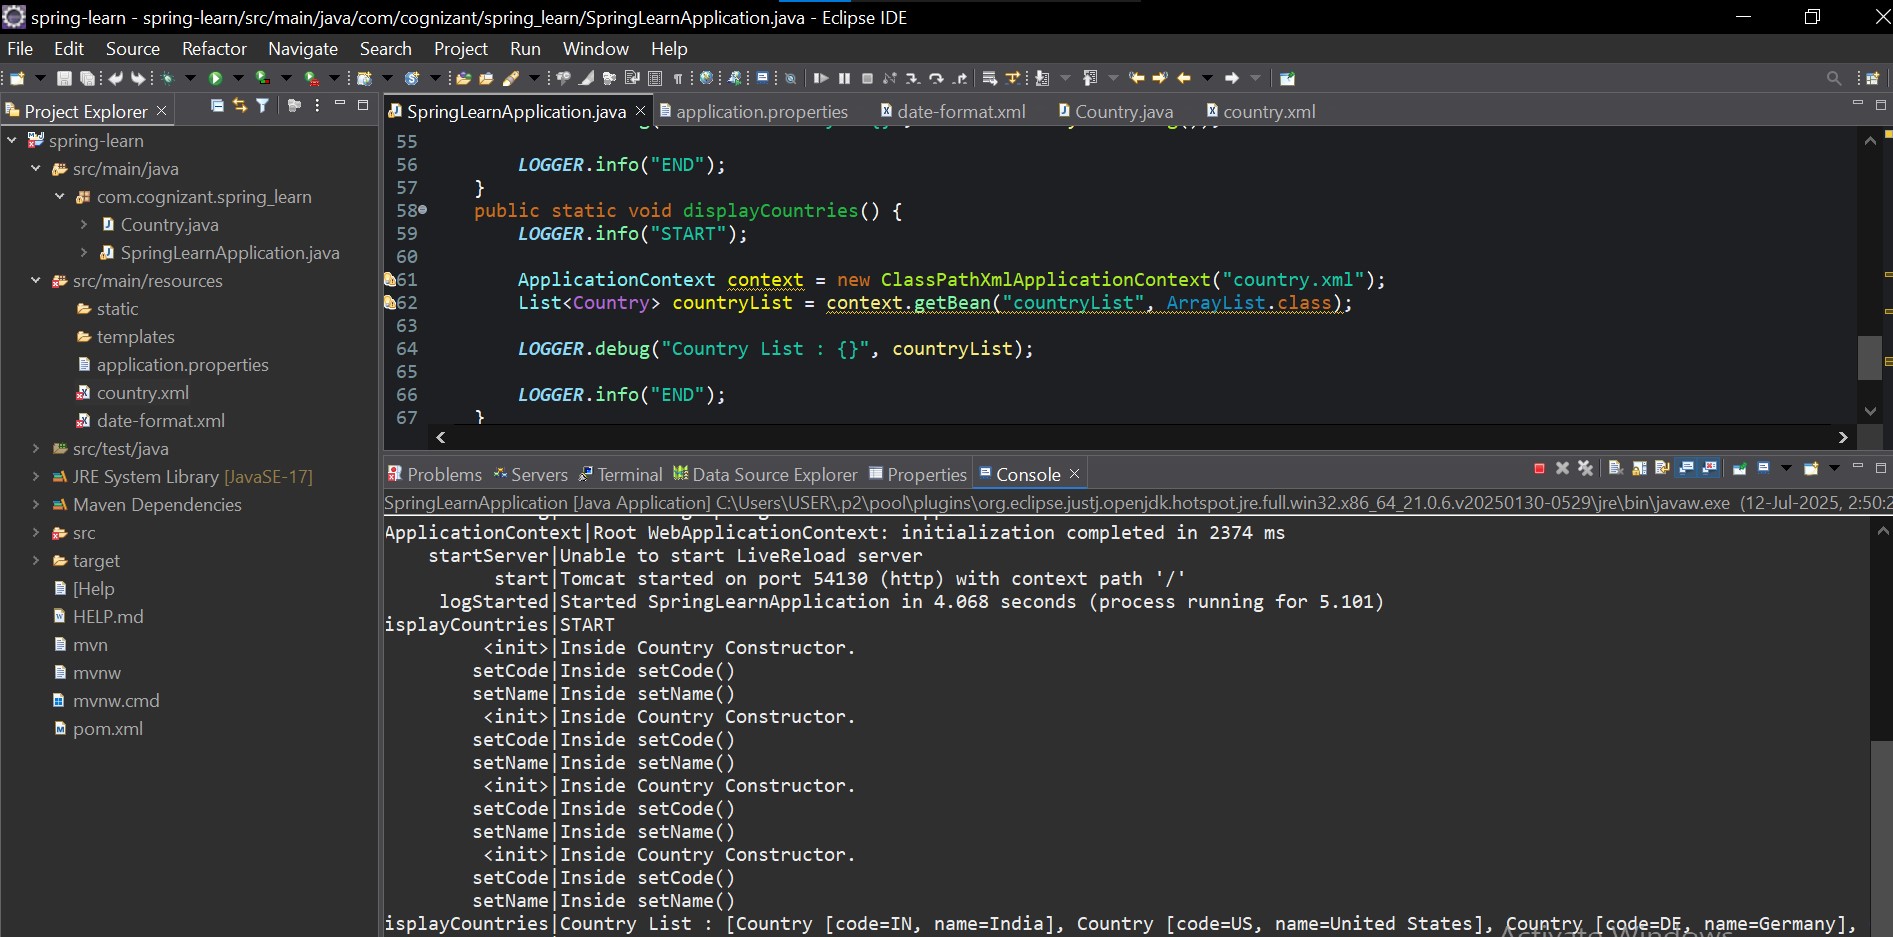 spring-learn - spring-learn/src/main/java/com/cognizant/spring_learn/SpringLearnApplication.java - Eclipse IDE
File Edit Source Refactor Navigate Search Project Run Window Help
Project Explorer
spring-learn
src/main/java
com.cognizant.spring_learn
Country.java
SpringLearnApplication.java
src/main/resources
static
templates
application.properties
country.xml
date-format.xml
src/test/java
JRE System Library [JavaSE-17]
Maven Dependencies
src
target
[Help
HELP.md
mvn
mvnw
mvnw.cmd
pom.xml
SpringLearnApplication.java application.properties date-format.xml Country.java country.xml
55
56 LOGGER.info("END");
57 }
58 public static void displayCountries() {
59 LOGGER.info("START");
60
61 ApplicationContext context = new ClassPathXmlApplicationContext("country.xml");
62 List<Country> countryList = context.getBean("countryList", ArrayList.class);
63
64 LOGGER.debug("Country List : {}", countryList);
65
66 LOGGER.info("END");
67 }
Problems Servers Terminal Data Source Explorer Properties Console
SpringLearnApplication [Java Application] C:\Users\USER\.p2\pool\plugins\org.eclipse.justj.openjdk.hotspot.jre.full.win32.x86_64_21.0.6.v20250130-0529\jre\bin\javaw.exe (12-Jul-2025, 2:50:2
ApplicationContext|Root WebApplicationContext: initialization completed in 2374 ms
startServer|Unable to start LiveReload server
start|Tomcat started on port 54130 (http) with context path '/'
logStarted|Started SpringLearnApplication in 4.068 seconds (process running for 5.101)
isplayCountries|START
<init>|Inside Country Constructor.
setCode|Inside setCode()
setName|Inside setName()
<init>|Inside Country Constructor.
setCode|Inside setCode()
setName|Inside setName()
<init>|Inside Country Constructor.
setCode|Inside setCode()
setName|Inside setName()
<init>|Inside Country Constructor.
setCode|Inside setCode()
setName|Inside setName()
isplayCountries|Country List : [Country [code=IN, name=India], Country [code=US, name=United States], Country [code=DE, name=Germany],
Activate Windows